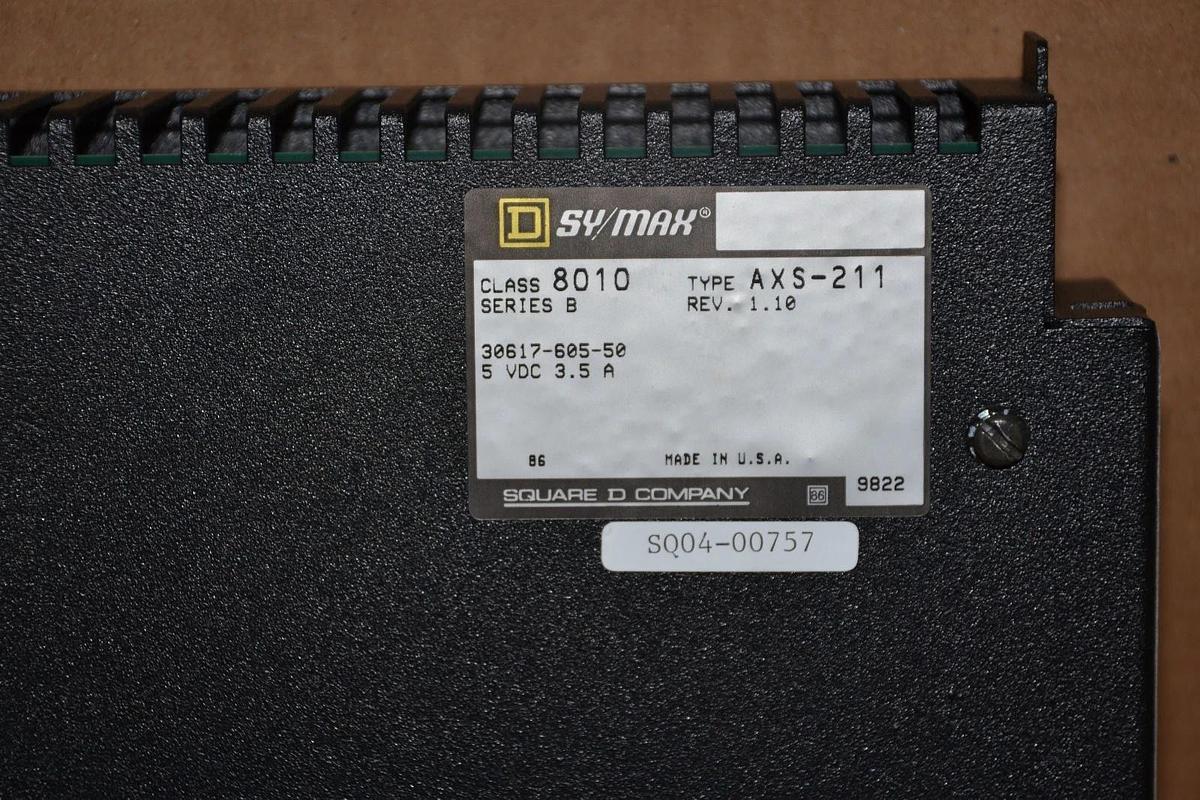 D SY/MAX®
CLASS 8010 TYPE AXS-211
SERIES B REV. 1.10
30617-605-50
5 VDC 3.5 A
86 MADE IN U.S.A.
SQUARE D COMPANY 86 9822
SQ04-00757